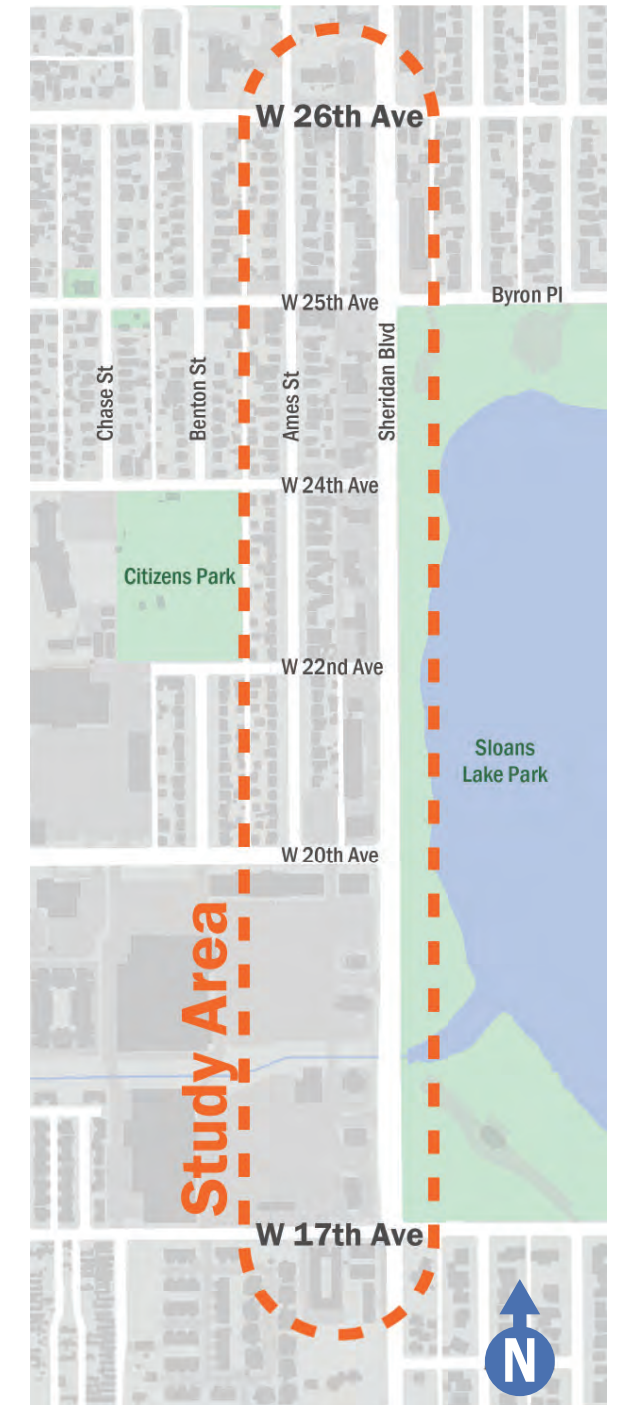 W 26th Ave
Byron Pl
W 25th Ave
Chase St
Benton St
Ames St
Sheridan Blvd
W 24th Ave
Citizens Park
W 22nd Ave
Sloans
Lake Park
W 20th Ave
Study Area
W 17th Ave
N